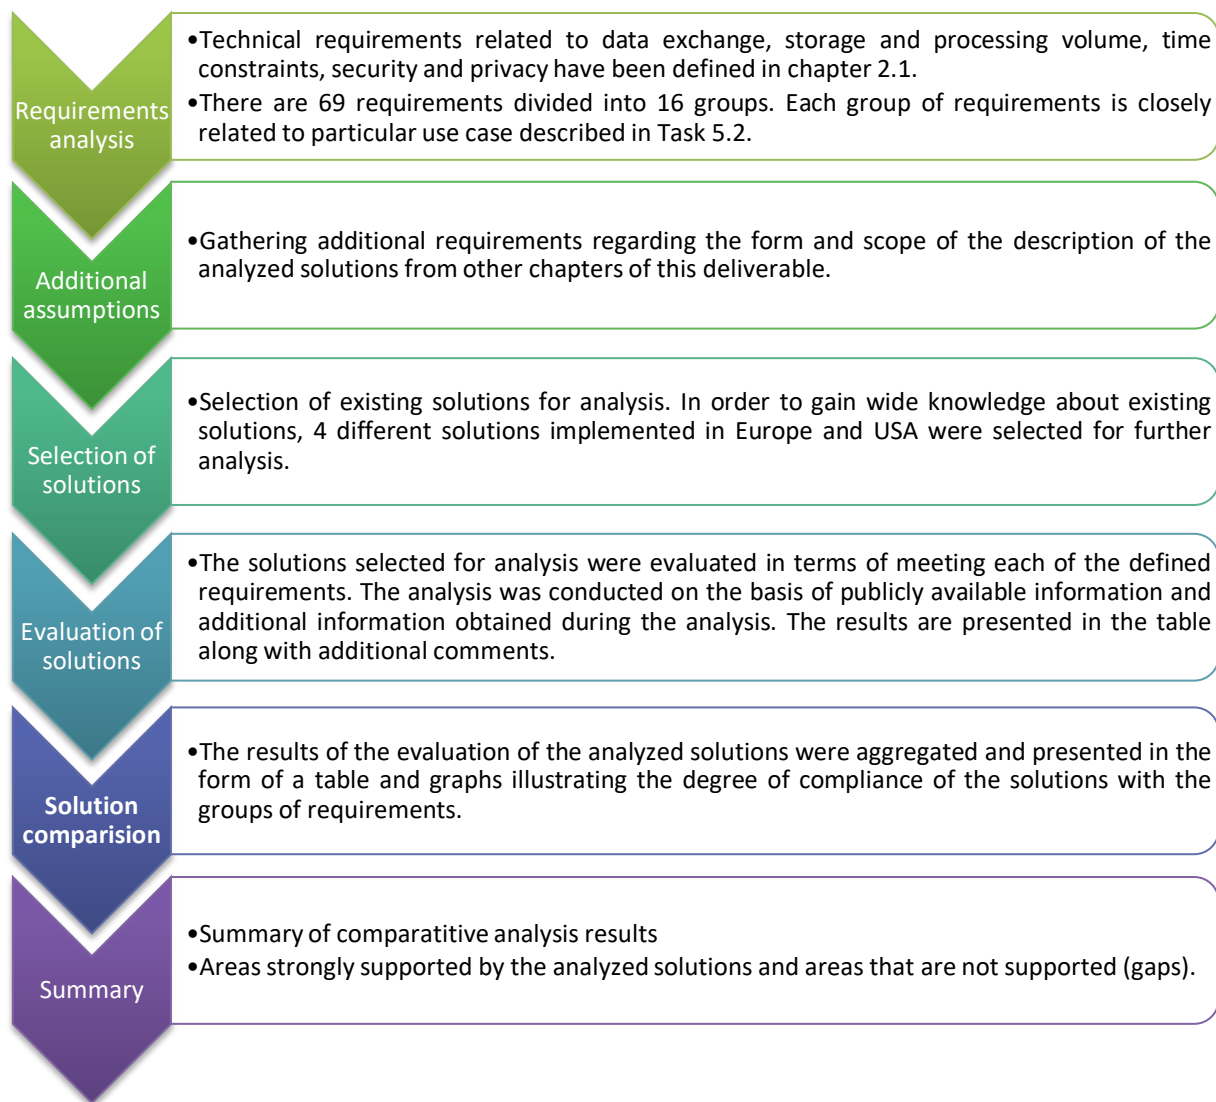 Requirements
analysis
•Technical requirements related to data exchange, storage and processing volume, time
constraints, security and privacy have been defined in chapter 2.1.
•There are 69 requirements divided into 16 groups. Each group of requirements is closely
related to particular use case described in Task 5.2.
Additional
assumptions
•Gathering additional requirements regarding the form and scope of the description of the
analyzed solutions from other chapters of this deliverable.
Selection of
solutions
•Selection of existing solutions for analysis. In order to gain wide knowledge about existing
solutions, 4 different solutions implemented in Europe and USA were selected for further
analysis.
Evaluation of
solutions
•The solutions selected for analysis were evaluated in terms of meeting each of the defined
requirements. The analysis was conducted on the basis of publicly available information and
additional information obtained during the analysis. The results are presented in the table
along with additional comments.
Solution
comparision
•The results of the evaluation of the analyzed solutions were aggregated and presented in the
form of a table and graphs illustrating the degree of compliance of the solutions with the
groups of requirements.
Summary
•Summary of comparatitive analysis results
•Areas strongly supported by the analyzed solutions and areas that are not supported (gaps).